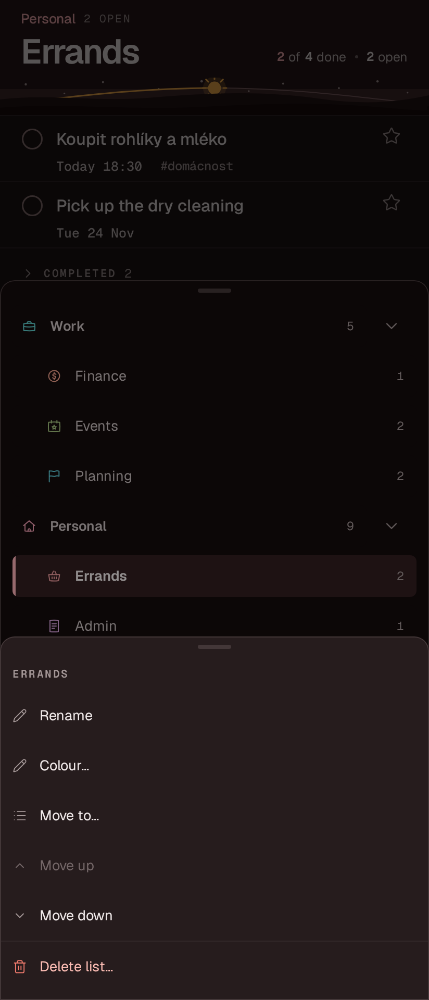 Personal 2 OPEN
Errands
2 of 4 done • 2 open
Koupit rohlíky a mléko
Today 18:30 #domácnost
Pick up the dry cleaning
Tue 24 Nov
COMPLETED 2
Work 5
Finance 1
Events 2
Planning 2
Personal 9
Errands 2
Admin 1
ERRANDS
Rename
Colour…
Move to…
Move up
Move down
Delete list…